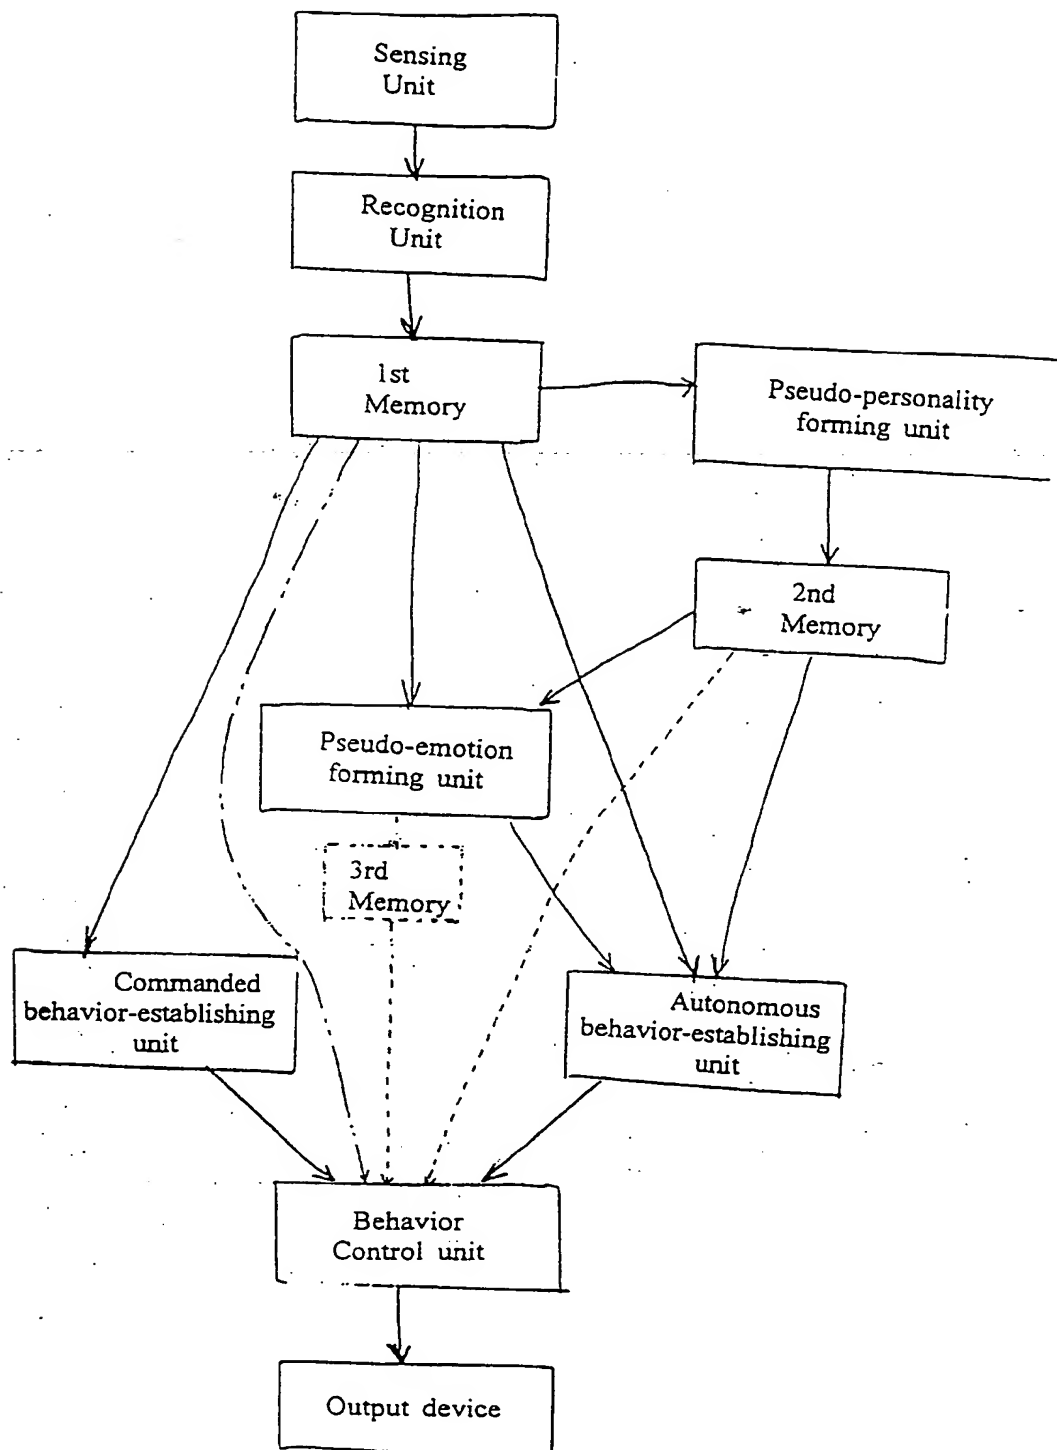 Sensing
Unit
Recognition
Unit
1st
Memory
Pseudo-personality
forming unit
2nd
Memory
Pseudo-emotion
forming unit
3rd
Memory
Commanded
behavior-establishing
unit
Autonomous
behavior-establishing
unit
Behavior
Control unit
Output device